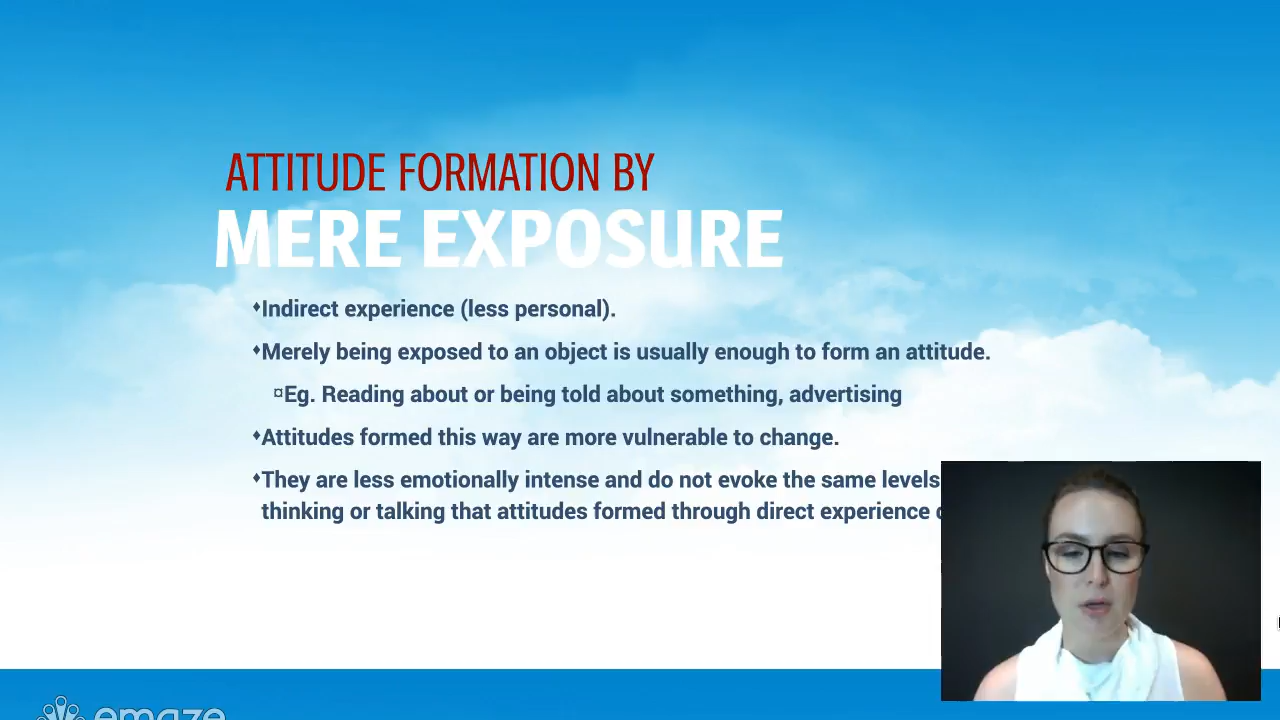 ATTITUDE FORMATION BY
MERE EXPOSURE
♦Indirect experience (less personal).
♦Merely being exposed to an object is usually enough to form an attitude.
¤Eg. Reading about or being told about something, advertising
♦Attitudes formed this way are more vulnerable to change.
♦They are less emotionally intense and do not evoke the same levels
thinking or talking that attitudes formed through direct experience
emaze